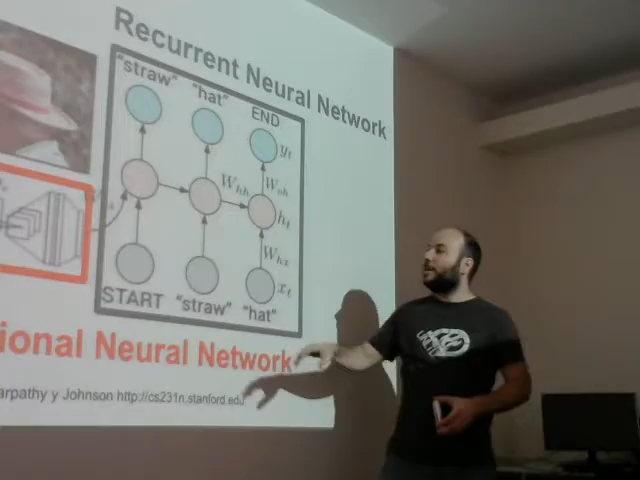 Recurrent Neural Network
"straw" "hat" END
y_t
W_hh W_oh
h_t
W_hx
x_t
START "straw" "hat"
ional Neural Network
arpathy y Johnson http://cs231n.stanford.edu